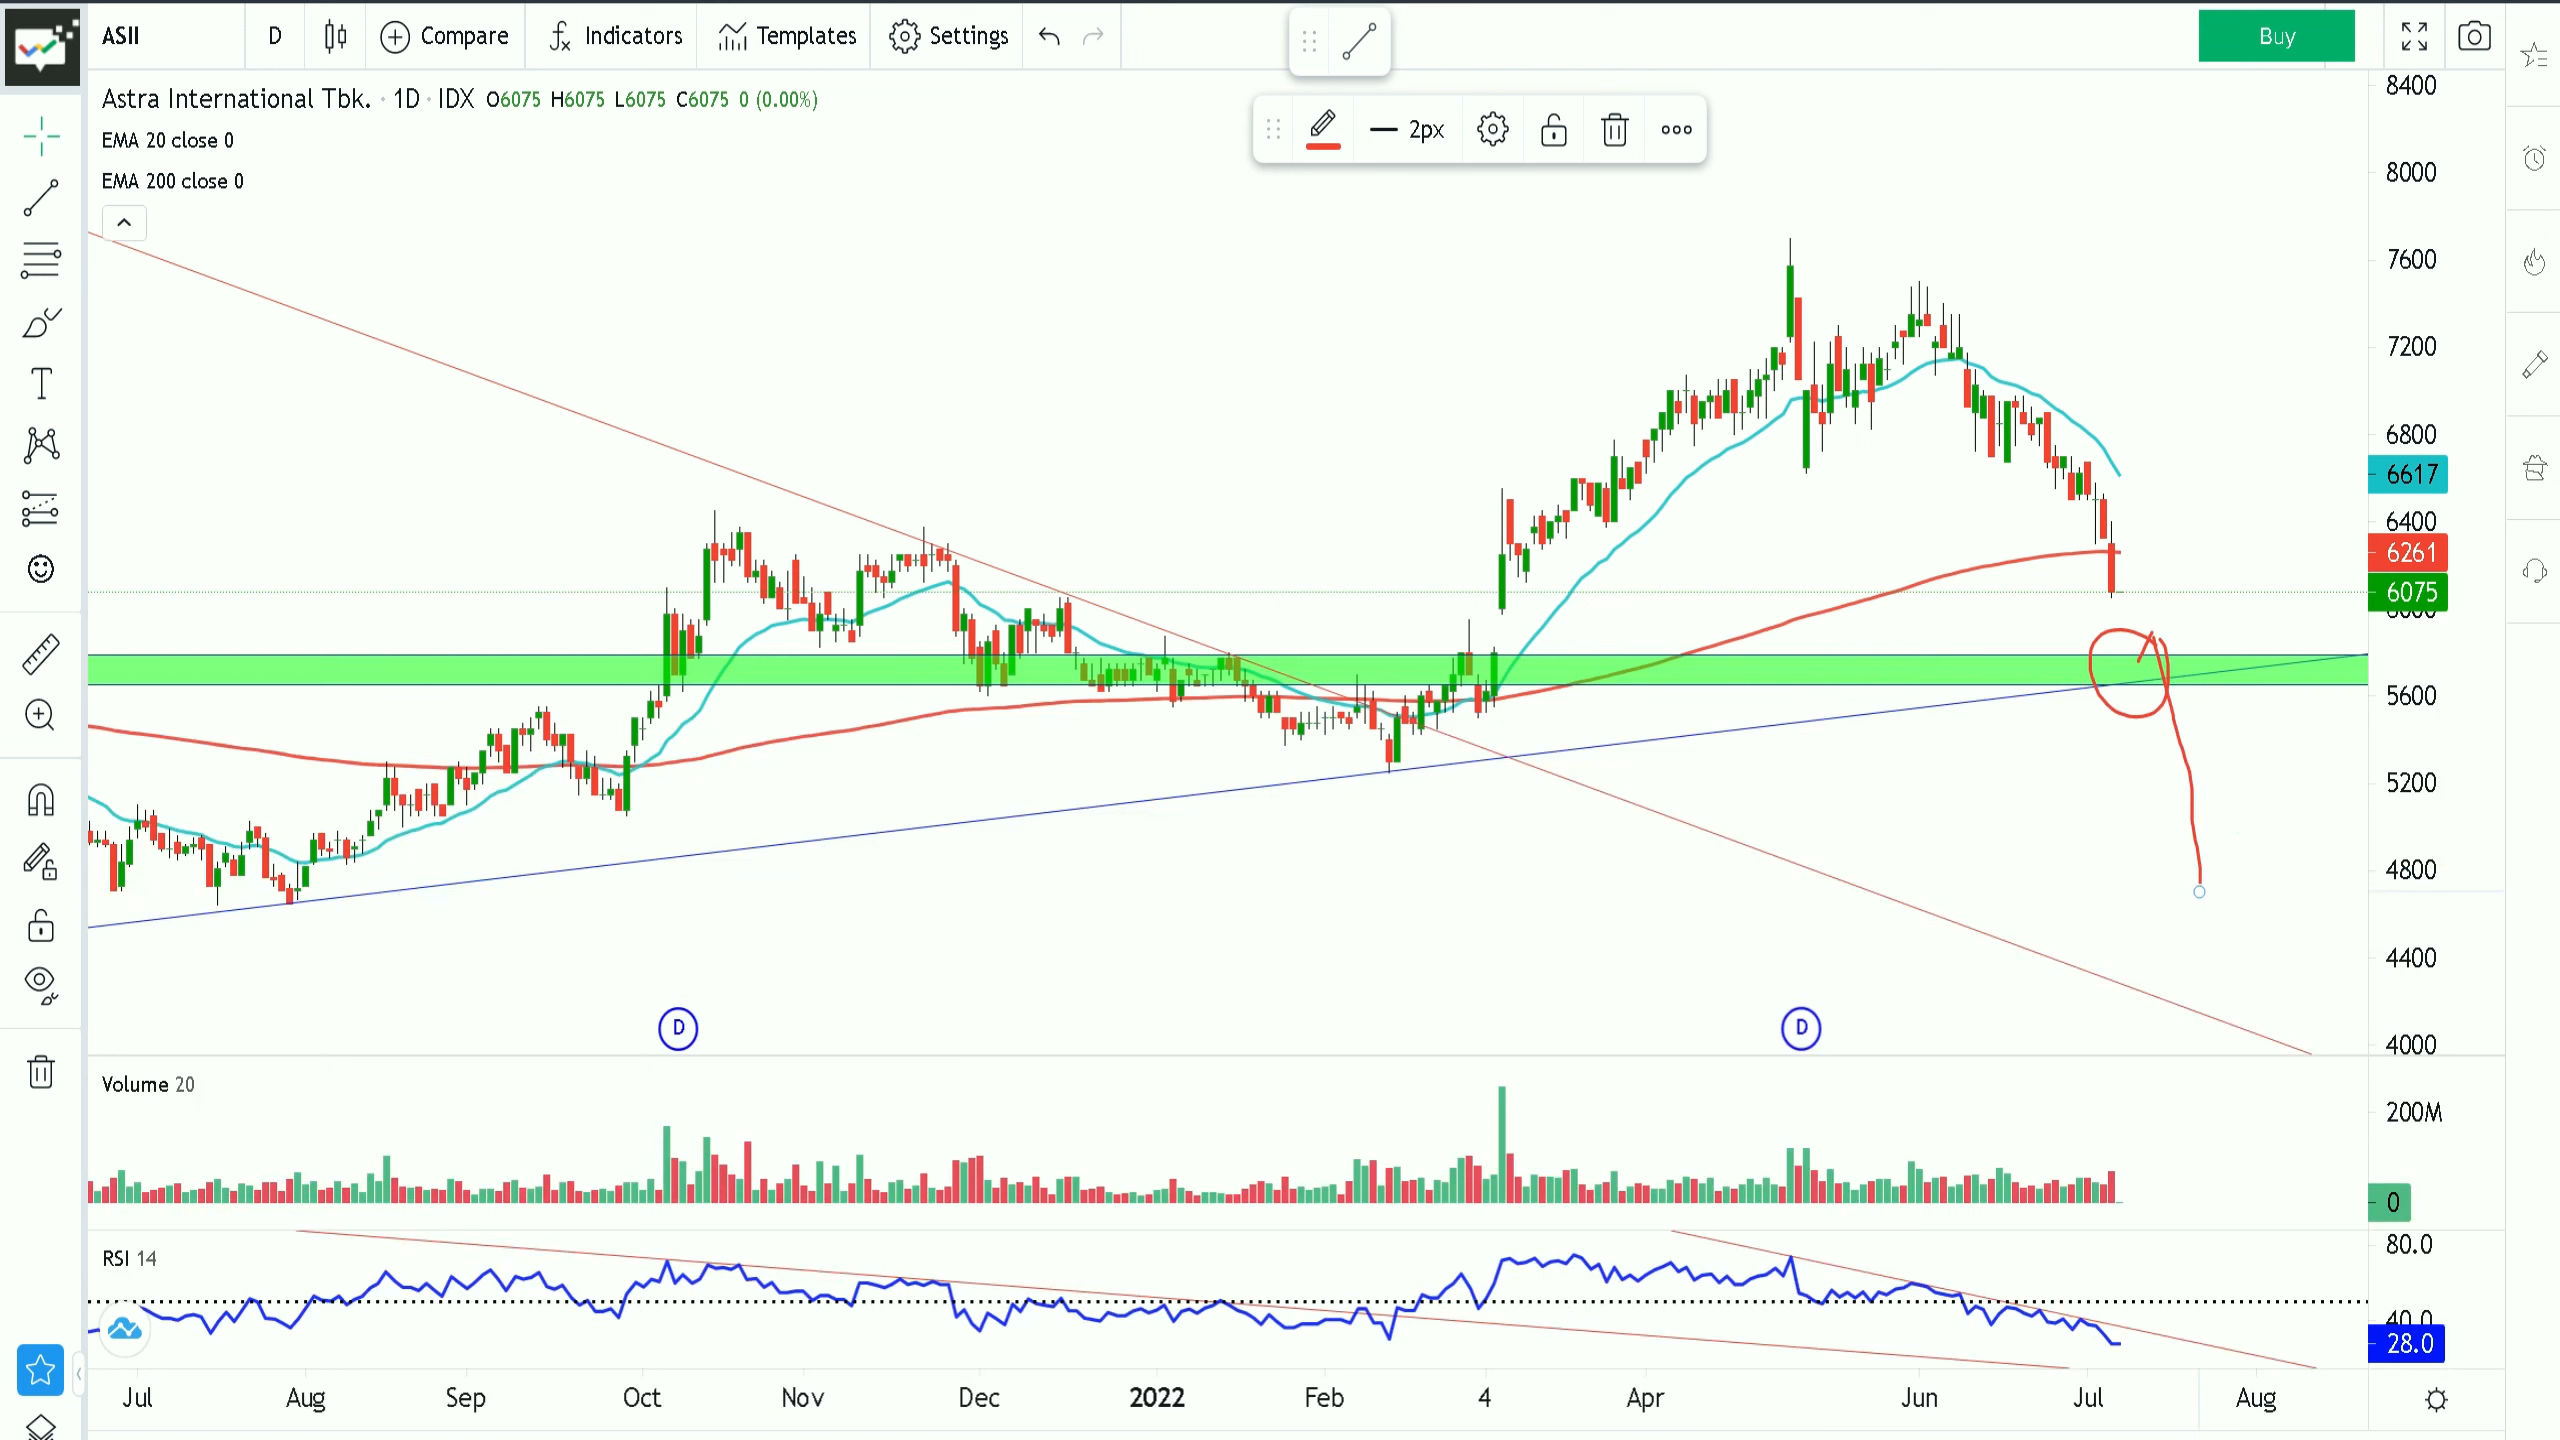 ASII D Compare Indicators Templates Settings Buy
Astra International Tbk. · 1D · IDX O6075 H6075 L6075 C6075 0 (0.00%)
EMA 20 close 0
EMA 200 close 0
2px
T
8400
8000
7600
7200
6800
6617
6400
6261
6075
6000
5600
5200
4800
4400
4000
D D
Volume 20
200M
0
RSI 14
80.0
40.0
28.0
Jul Aug Sep Oct Nov Dec 2022 Feb 4 Apr Jun Jul Aug